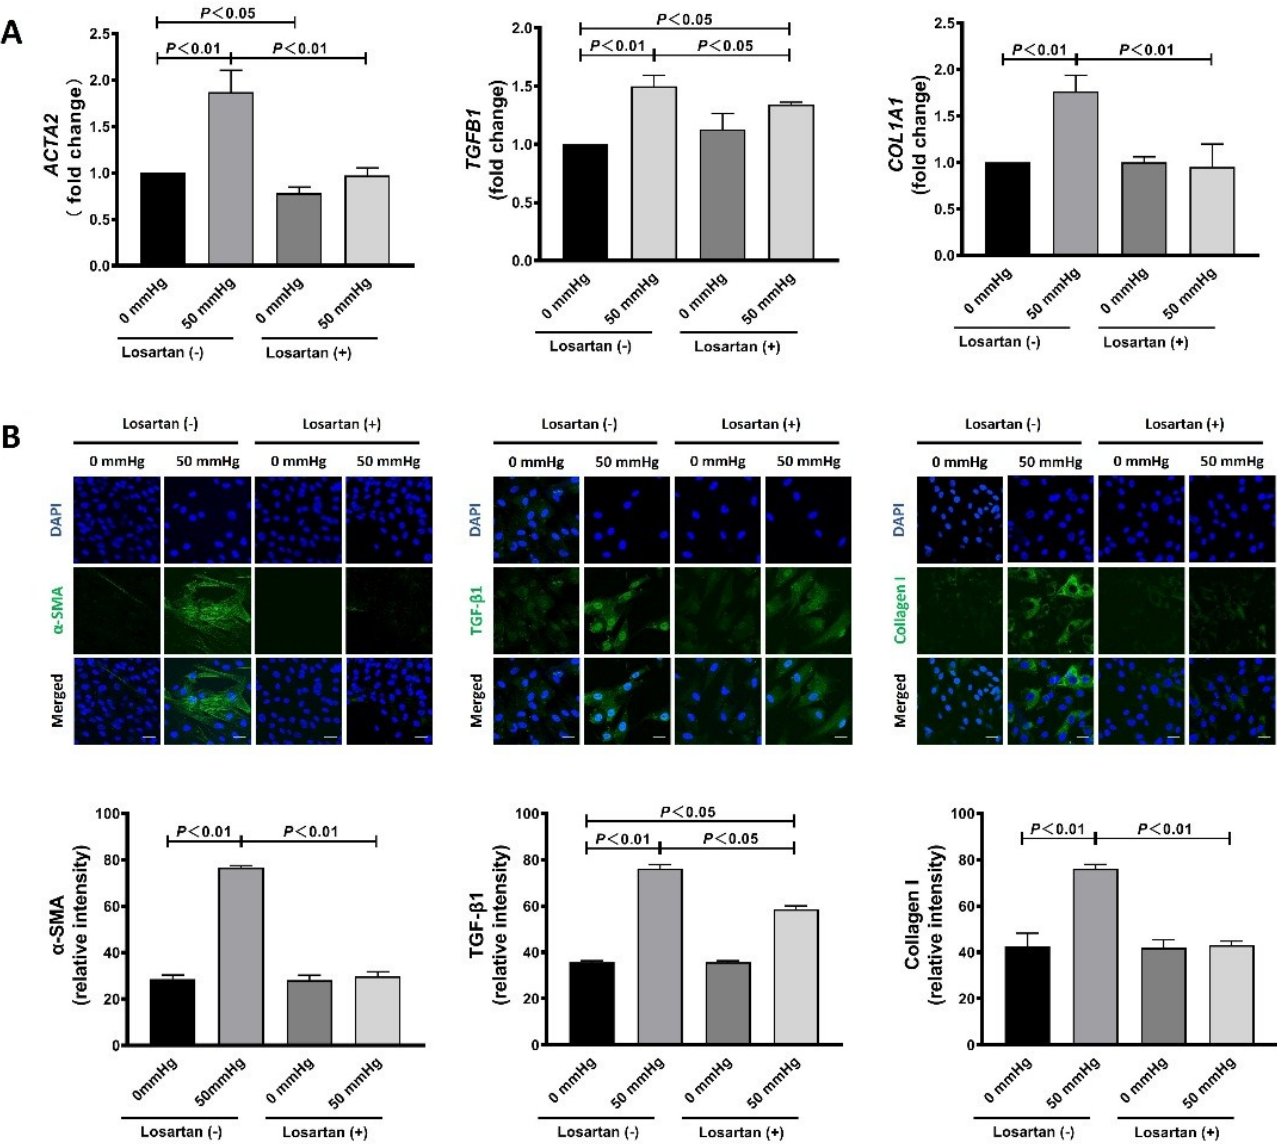 A
P＜0.05
P＜0.01
P＜0.01
ACTA2
（ fold change）
2.5
2.0
1.5
1.0
0.5
0.0
0 mmHg
50 mmHg
0 mmHg
50 mmHg
Losartan (-)
Losartan (+)
P＜0.05
P＜0.01
P＜0.05
TGFB1
(fold change)
2.0
1.5
1.0
0.5
0.0
0 mmHg
50 mmHg
0 mmHg
50 mmHg
Losartan (-)
Losartan (+)
P＜0.01
P＜0.01
COL1A1
(fold change)
2.5
2.0
1.5
1.0
0.5
0.0
0 mmHg
50 mmHg
0 mmHg
50 mmHg
Losartan (-)
Losartan (+)
B
Losartan (-)
Losartan (+)
0 mmHg
50 mmHg
0 mmHg
50 mmHg
DAPI
α-SMA
Merged
Losartan (-)
Losartan (+)
0 mmHg
50 mmHg
0 mmHg
50 mmHg
DAPI
TGF-β1
Merged
Losartan (-)
Losartan (+)
0 mmHg
50 mmHg
0 mmHg
50 mmHg
DAPI
Collagen I
Merged
P＜0.01
P＜0.01
α-SMA
(relative intensity)
100
80
60
40
20
0
0mmHg
50mmHg
0 mmHg
50 mmHg
Losartan (-)
Losartan (+)
P＜0.05
P＜0.01
P＜0.05
TGF-β1
(relative intensity)
100
80
60
40
20
0
0 mmHg
50 mmHg
0 mmHg
50 mmHg
Losartan (-)
Losartan (+)
P＜0.01
P＜0.01
Collagen I
(relative intensity)
100
80
60
40
20
0
0 mmHg
50 mmHg
0 mmHg
50 mmHg
Losartan (-)
Losartan (+)